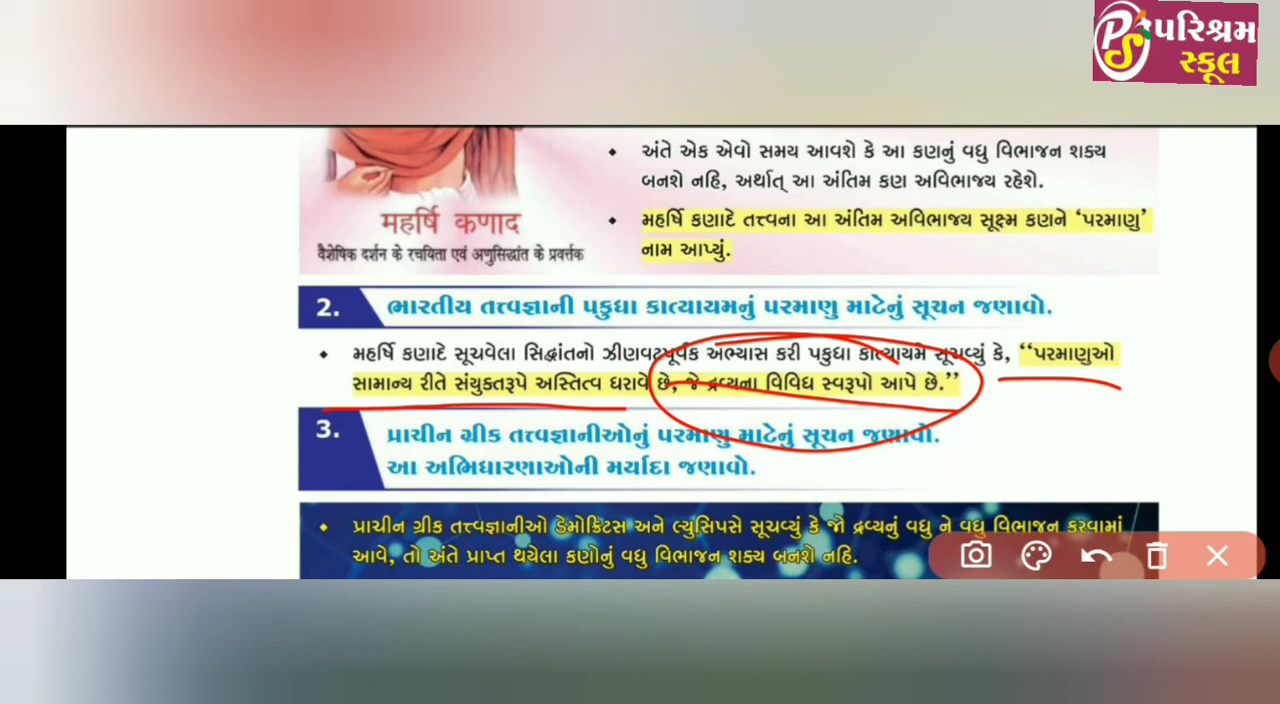 PS પરિશ્રમ
સ્કૂલ
◆ અંતે એક એવો સમય આવશે કે આ કણનું વધુ વિભાજન શક્ય
બનશે નહિ, અર્થાત્ આ અંતિમ કણ અવિભાજ્ય રહેશે.
महर्षि कणाद
वैशेषिक दर्शन के रचयिता एवं अणुसिद्धांत के प्रवर्त्तक
◆ મહર્ષિ કણાદે તત્ત્વના આ અંતિમ અવિભાજ્ય સૂક્ષ્મ કણને ‘પરમાણુ’
નામ આપ્યું.
2. ભારતીય તત્ત્વજ્ઞાની પકુધા કાત્યાયમનું પરમાણુ માટેનું સૂચન જણાવો.
◆ મહર્ષિ કણાદે સૂચવેલા સિદ્ધાંતનો ઝીણવટપૂર્વક અભ્યાસ કરી પકુધા કાત્યાયમે સૂચવ્યું કે, “પરમાણુઓ
સામાન્ય રીતે સંયુક્તરૂપે અસ્તિત્વ ધરાવે છે, જે દ્રવ્યના વિવિધ સ્વરૂપો આપે છે.”
3. પ્રાચીન ગ્રીક તત્ત્વજ્ઞાનીઓનું પરમાણુ માટેનું સૂચન જણાવો.
આ અભિધારણાઓની મર્યાદા જણાવો.
◆ પ્રાચીન ગ્રીક તત્ત્વજ્ઞાનીઓ ડેમોક્રિટસ અને લ્યુસિપસે સૂચવ્યું કે જો દ્રવ્યનું વધુ ને વધુ વિભાજન કરવામાં
આવે, તો અંતે પ્રાપ્ત થયેલા કણોનું વધુ વિભાજન શક્ય બનશે નહિ.